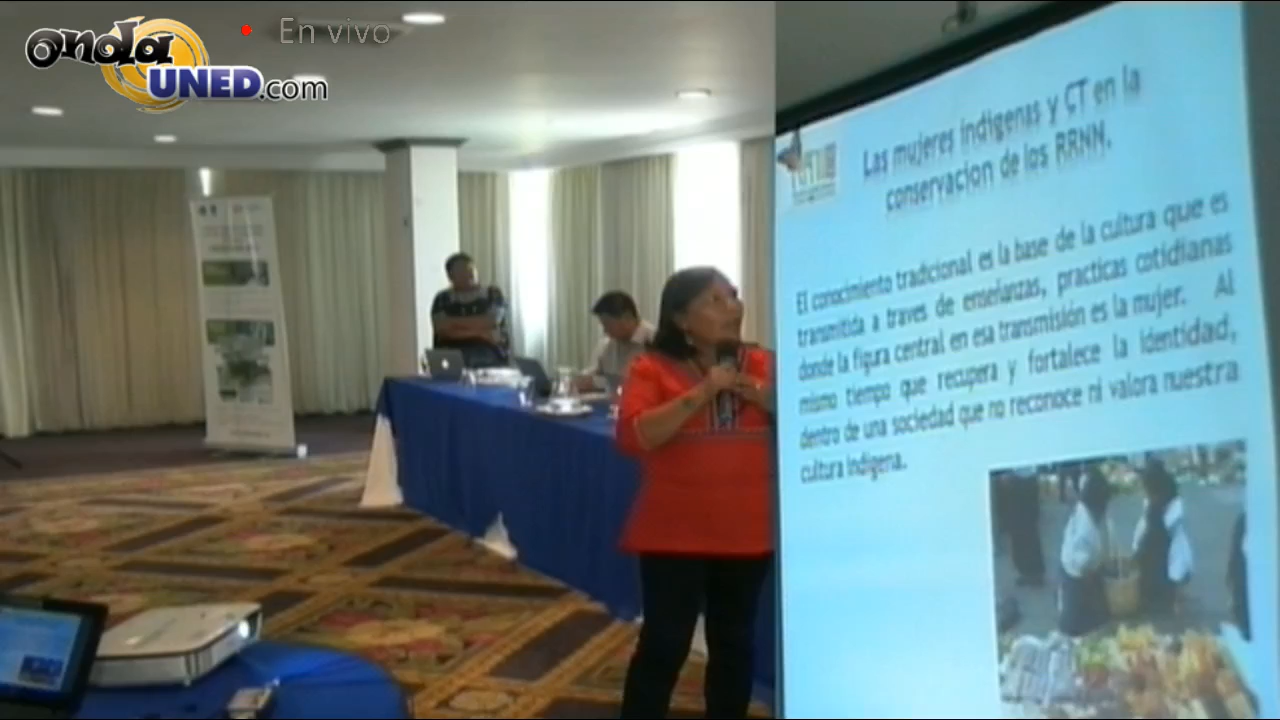 onda
UNED.com
En vivo
Las mujeres indigenas y CT en la
conservacion de los RRNN.
El conocimiento tradicional es la base de la cultura que es
transmitida a traves de enseñanzas, practicas cotidianas
donde la figura central en esa transmisión es la mujer. Al
mismo tiempo que recupera y fortalece la identidad,
dentro de una sociedad que no reconoce ni valora nuestra
cultura indigena.